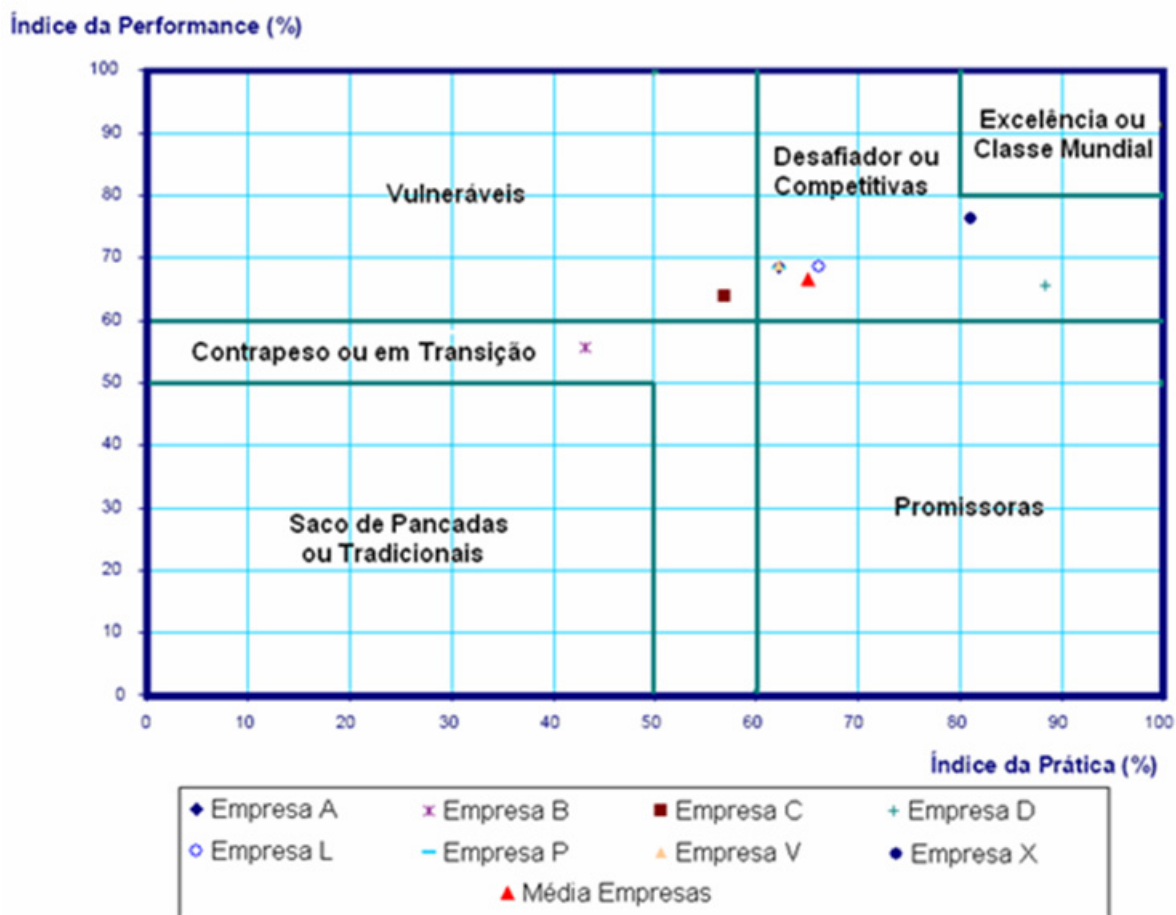 Índice da Performance (%)
100
90
80
70
60
50
40
30
20
10
0
Vulneráveis
Desafiador ou
Competitivas
Excelência ou
Classe Mundial
Contrapeso ou em Transição
Saco de Pancadas
ou Tradicionais
Promissoras
0 10 20 30 40 50 60 70 80 90 100
Índice da Prática (%)
Empresa A Empresa B Empresa C Empresa D
Empresa L Empresa P Empresa V Empresa X
Média Empresas